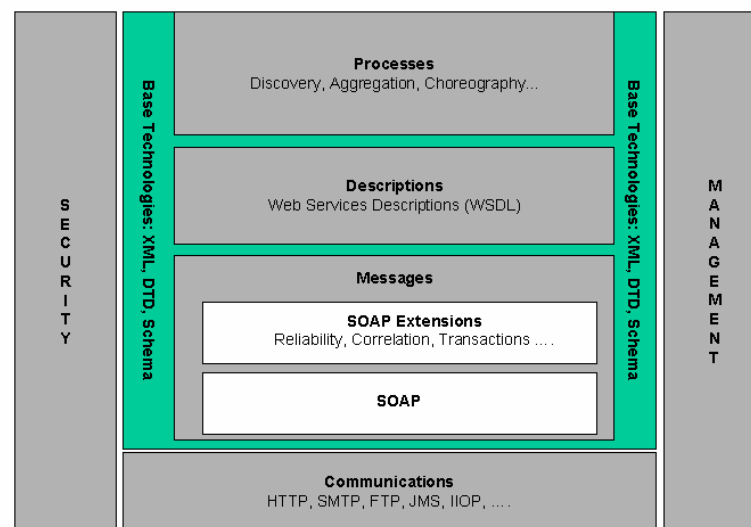 SECURITY
Base Technologies: XML, DTD, Schema
Processes
Discovery, Aggregation, Choreography...
Descriptions
Web Services Descriptions (WSDL)
Messages
SOAP Extensions
Reliability, Correlation, Transactions ....
SOAP
Base Technologies: XML, DTD, Schema
MANAGEMENT
Communications
HTTP, SMTP, FTP, JMS, IIOP, ....